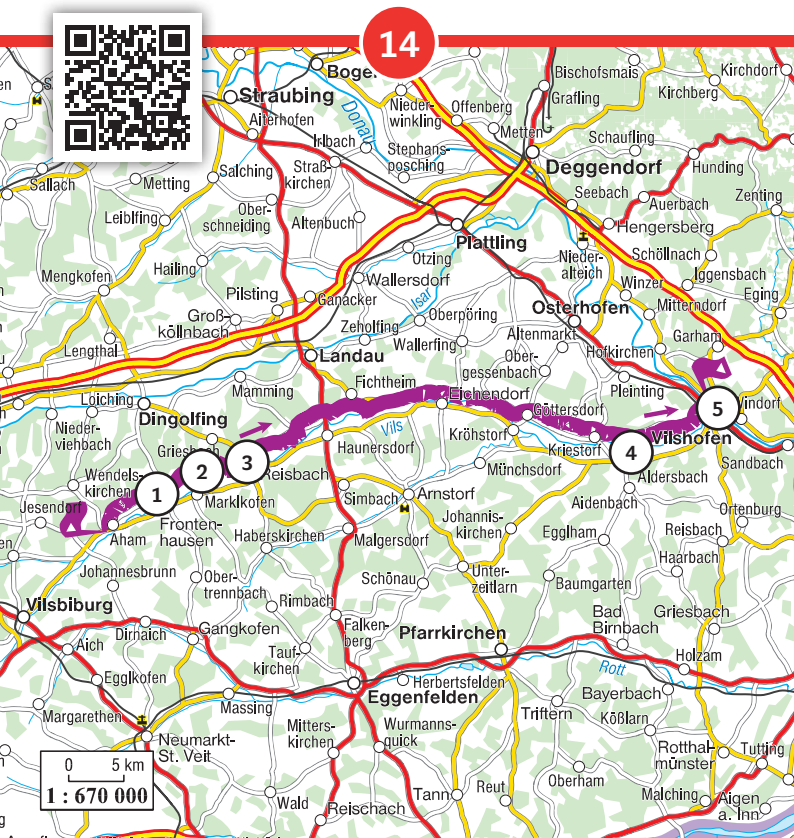 14
Boge.
Straubing
Aiterhofen
Donau
Nieder-
winkling
Offenberg
Bischofsmais
Grafling
Kirchdorf
Kirchberg
Irlbach
Stephans-
posching
Metten
Schaufling
Sallach
Metting
Salching
Straß-
kirchen
Deggendorf
Hunding
Leiblfing
Ober-
schneiding
Altenbuch
Seebach
Auerbach
Zenting
Hengersberg
Plattling
Hailing
Otzing
Nieder-
alteich
Schöllnach
Mengkofen
Wallersdorf
Iggensbach
Pilsting
Ganacker
Isar
Winzer
Eging
Groß-
köllnbach
Zeholfing
Oberpöring
Osterhofen
Mitterndorf
Lengthal
Wallerfing
Altenmarkt
Garham
Landau
Ober-
gessenbach
Hofkirchen
Loiching
Mamming
Fichtheim
Eichendorf
Pleinting
5
Windorf
Dingolfing
Göttersdorf
Nieder-
viehbach
Vils
Kröhstorf
Vilshofen
Griesbach
Haunersdorf
Kriestorf
4
Sandbach
1
2
3
Reisbach
Münchsdorf
Aldersbach
Wendels-
kirchen
Marklkofen
Simbach
Arnstorf
Aidenbach
Ortenburg
Jesendorf
Aham
Fronten-
hausen
Haberskirchen
Malgersdorf
Johannis-
kirchen
Egglham
Reisbach
Haarbach
Johannesbrunn
Ober-
trennbach
Schönau
Unter-
zeitlarn
Baumgarten
Vilsbiburg
Rimbach
Bad
Birnbach
Griesbach
Dirnaich
Gangkofen
Falken-
berg
Pfarrkirchen
Aich
Tauf-
kirchen
Rott
Holzam
Egglkofen
Herbertsfelden
Massing
Eggenfelden
Bayerbach
Margarethen
Triftern
Kößlarn
Neumarkt-
St. Veit
Mitters-
kirchen
Wurmanns-
quick
Rotthal-
münster
Tutting
Oberham
0 5 km
1 : 670 000
Wald
Reischach
Tann
Reut
Malching
Aigen
a. Inn